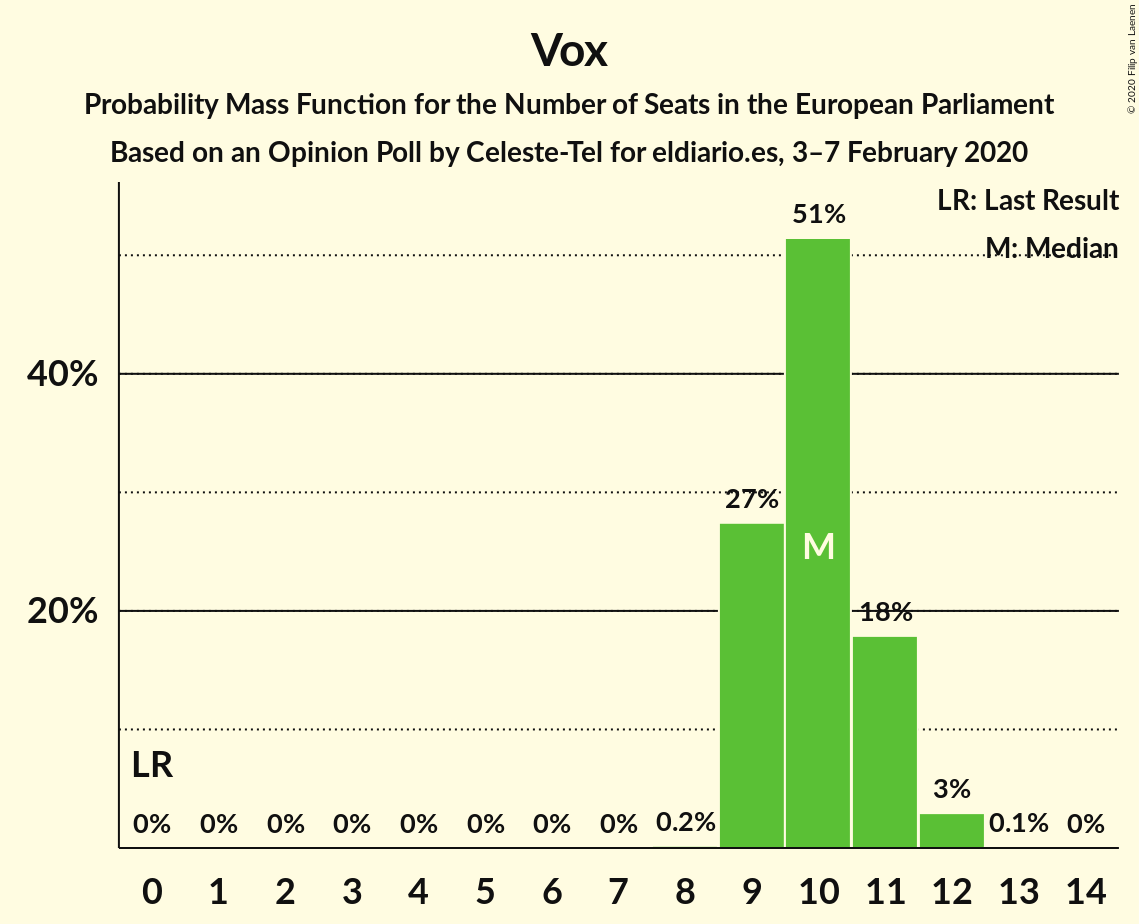 Vox
Probability Mass Function for the Number of Seats in the European Parliament
Based on an Opinion Poll by Celeste-Tel for eldiario.es, 3–7 February 2020
© 2020 Filip van Laenen
LR: Last Result
M: Median
51%
40%
27%
M
20%
18%
LR
3%
0% 0% 0% 0% 0% 0% 0% 0% 0.2% 0.1% 0%
0 1 2 3 4 5 6 7 8 9 10 11 12 13 14